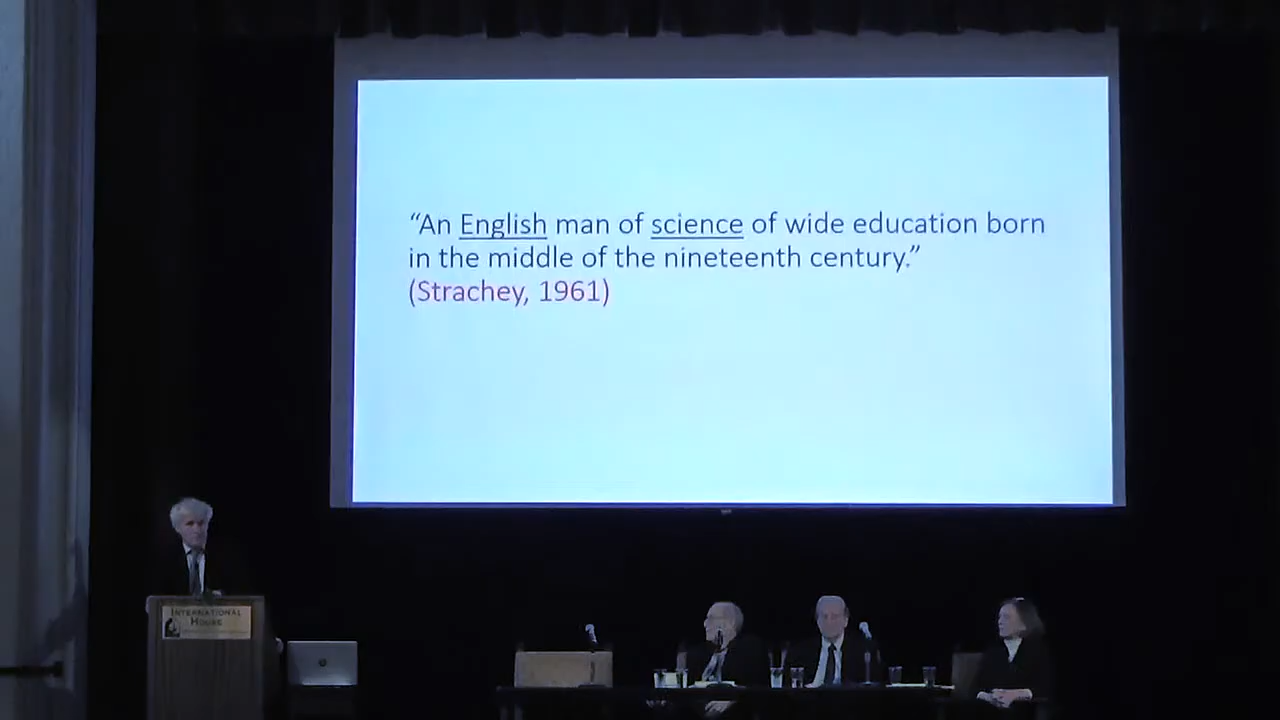 “An English man of science of wide education born
in the middle of the nineteenth century.”
(Strachey, 1961)
INTERNATIONAL
HOUSE